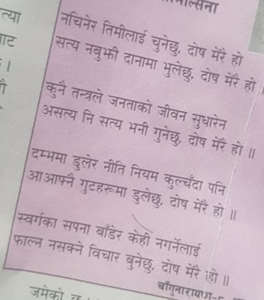 त्या
ाट
नचिनेर तिमीलाई चुनेछु, दोष मेरै हो
सत्य नबुझी दानामा भुलेछु, दोष मेरै हो ॥
कुनै तन्त्रले जनताको जीवन सुधारेन
असत्य नि सत्य भनी गुनेछु, दोष मेरै हो ॥
दम्भमा डुलेर नीति नियम कुल्चँदा पनि
आआफ्नै गुटहरूमा डुलेछु, दोष मेरै हो ॥
स्वर्गका सपना बाँडेर केही नगर्नेलाई
फाल्न नसक्ने विचार बुनेछु, दोष मेरै हो ॥
जमेको